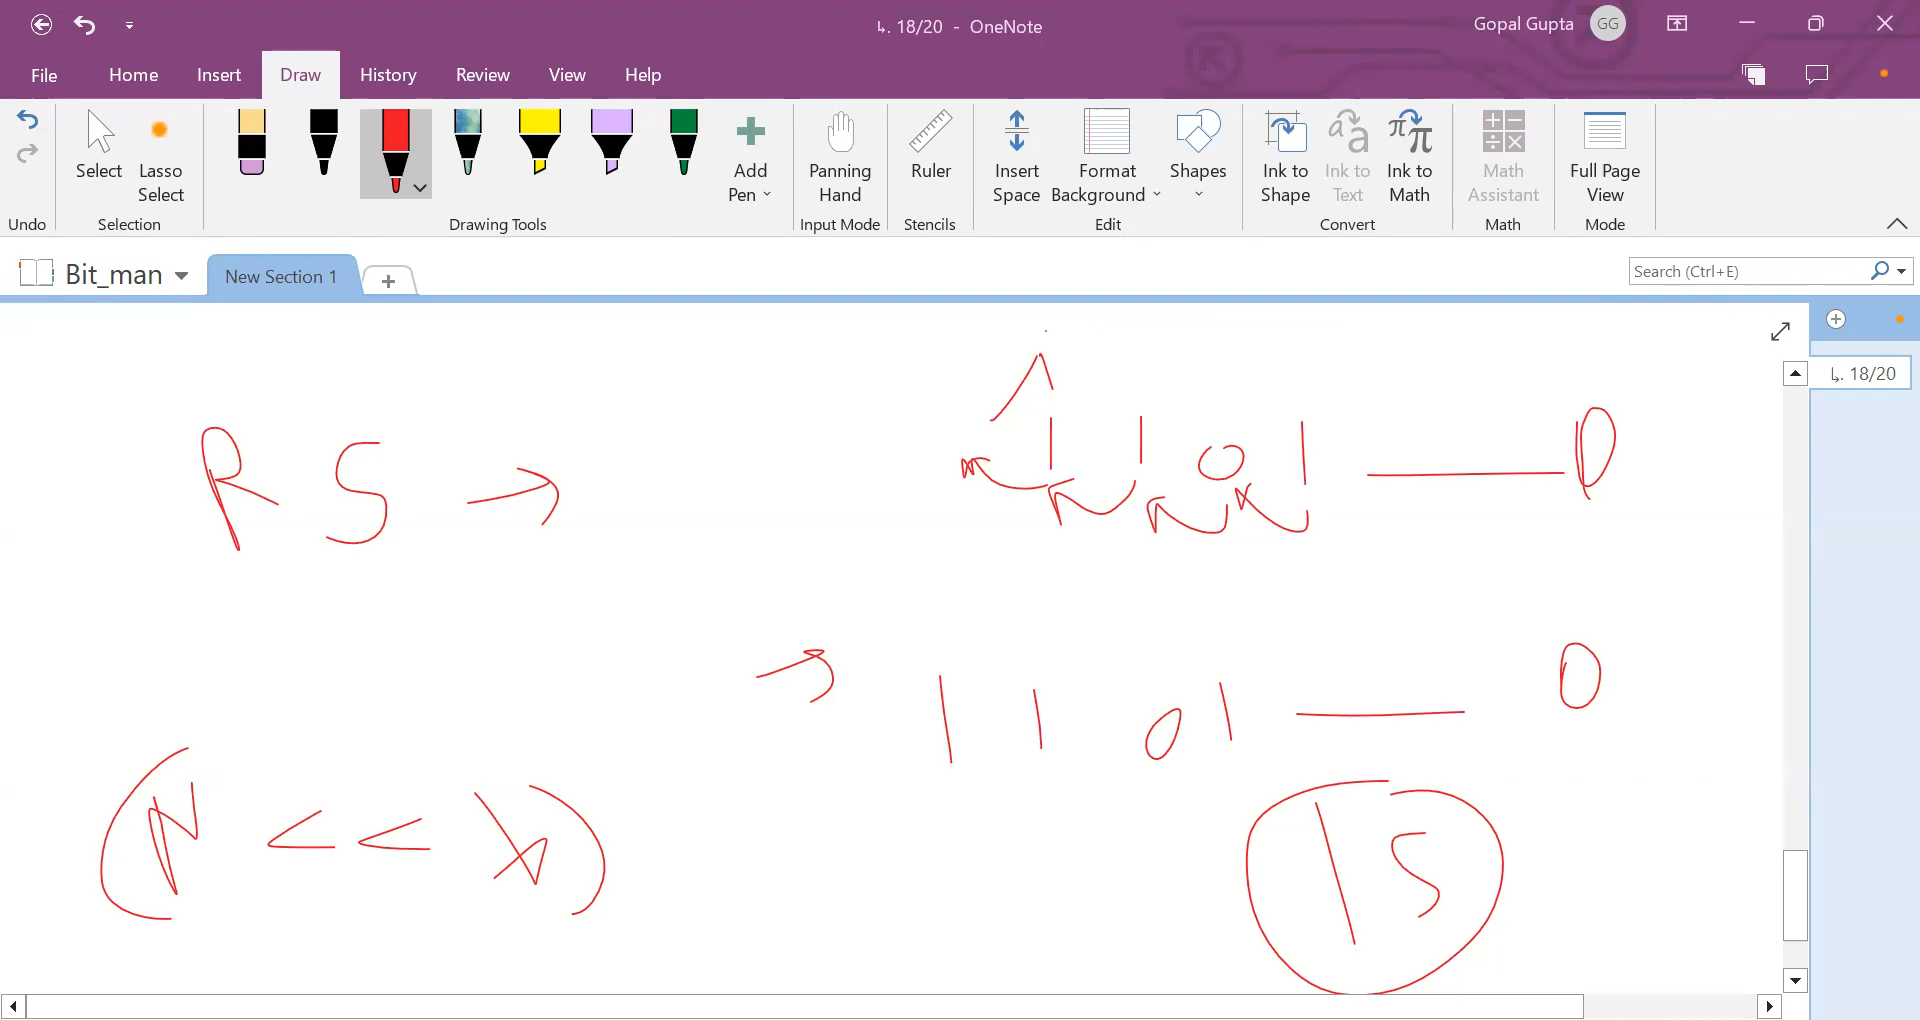 ↳. 18/20 - OneNote
Gopal Gupta GG
File Home Insert Draw History Review View Help
Select Lasso Select
Add Pen
Panning Hand
Ruler
Insert Space
Format Background
Shapes
Ink to Shape
Ink to Text
Ink to Math
Math Assistant
Full Page View
Undo Selection Drawing Tools Input Mode Stencils Edit Convert Math Mode
Bit_man New Section 1 +
Search (Ctrl+E)
↳. 18/20
R S → 1 1 0 1 — 0
→ 1 1 0 1 — 0
15